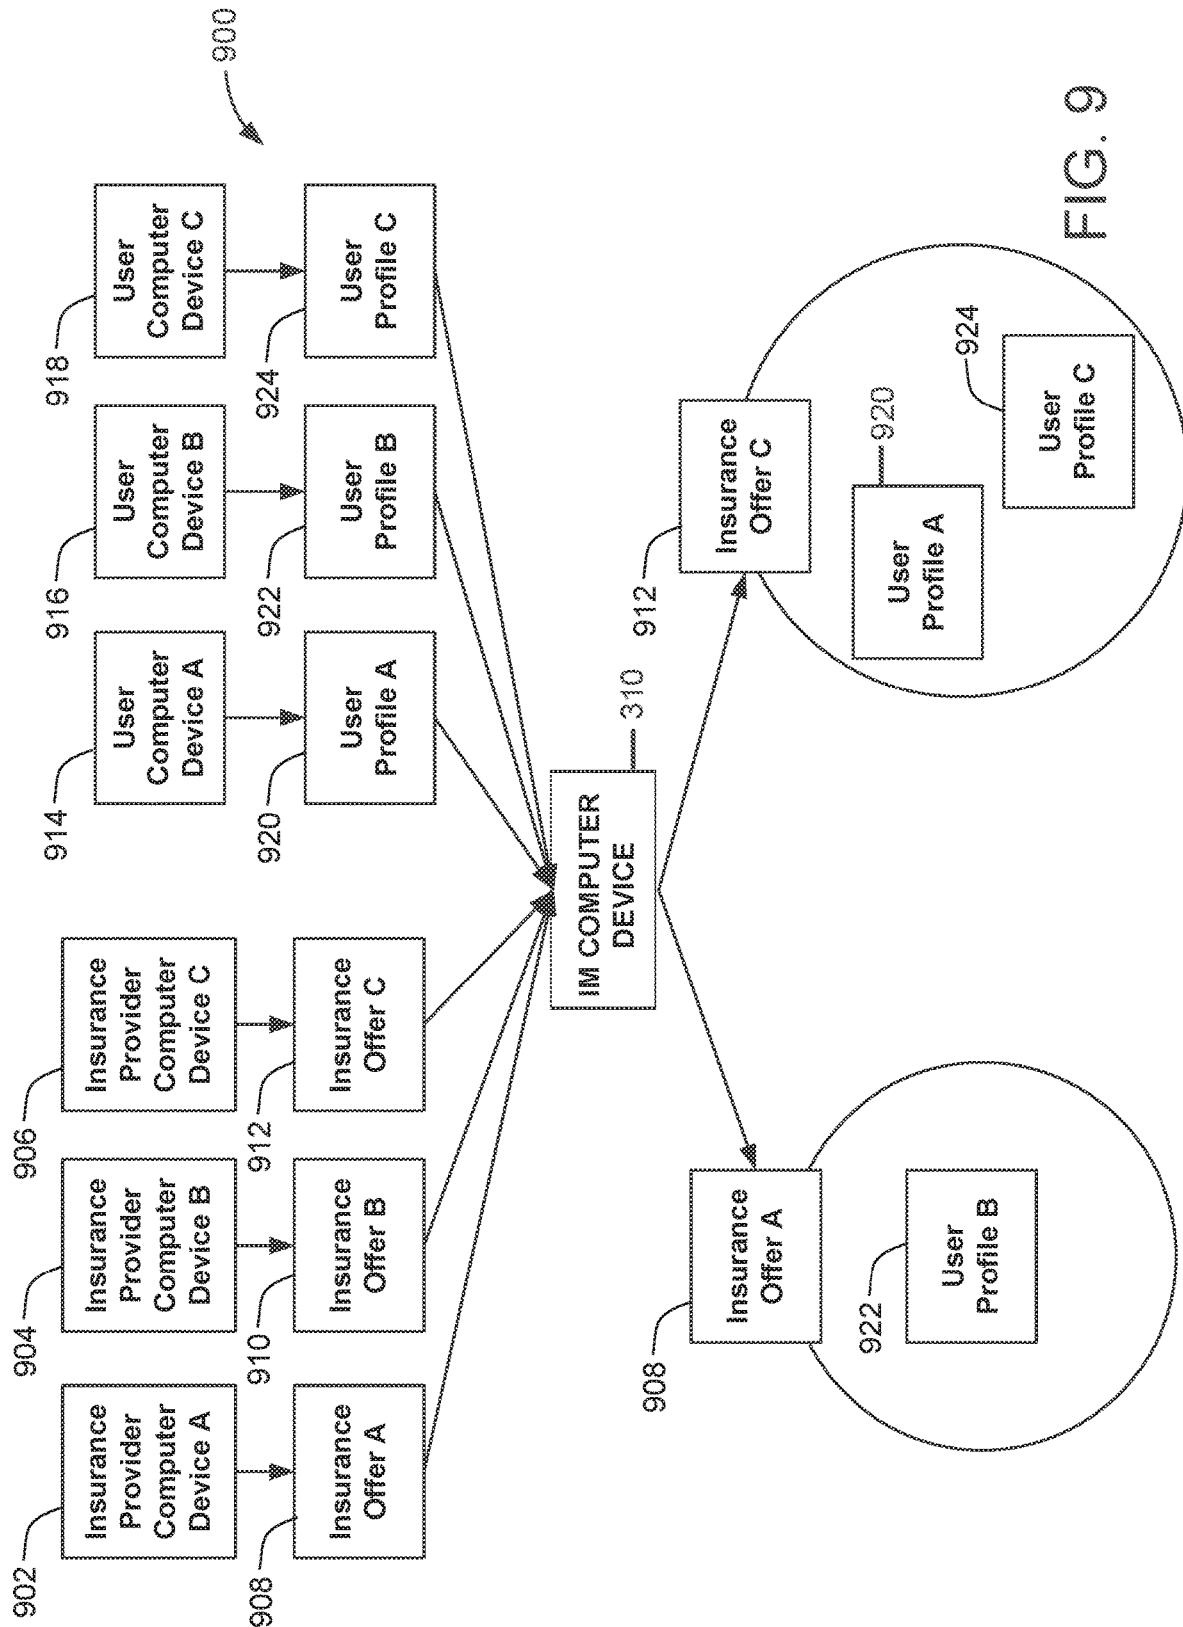 900
902
Insurance
Provider
Computer
Device A
904
Insurance
Provider
Computer
Device B
906
Insurance
Provider
Computer
Device C
914
User
Computer
Device A
916
User
Computer
Device B
918
User
Computer
Device C
908
Insurance
Offer A
910
Insurance
Offer B
912
Insurance
Offer C
920
User
Profile A
922
User
Profile B
924
User
Profile C
IM COMPUTER
DEVICE
310
908
Insurance
Offer A
922
User
Profile B
912
Insurance
Offer C
User
Profile A
920
User
Profile C
924
FIG. 9